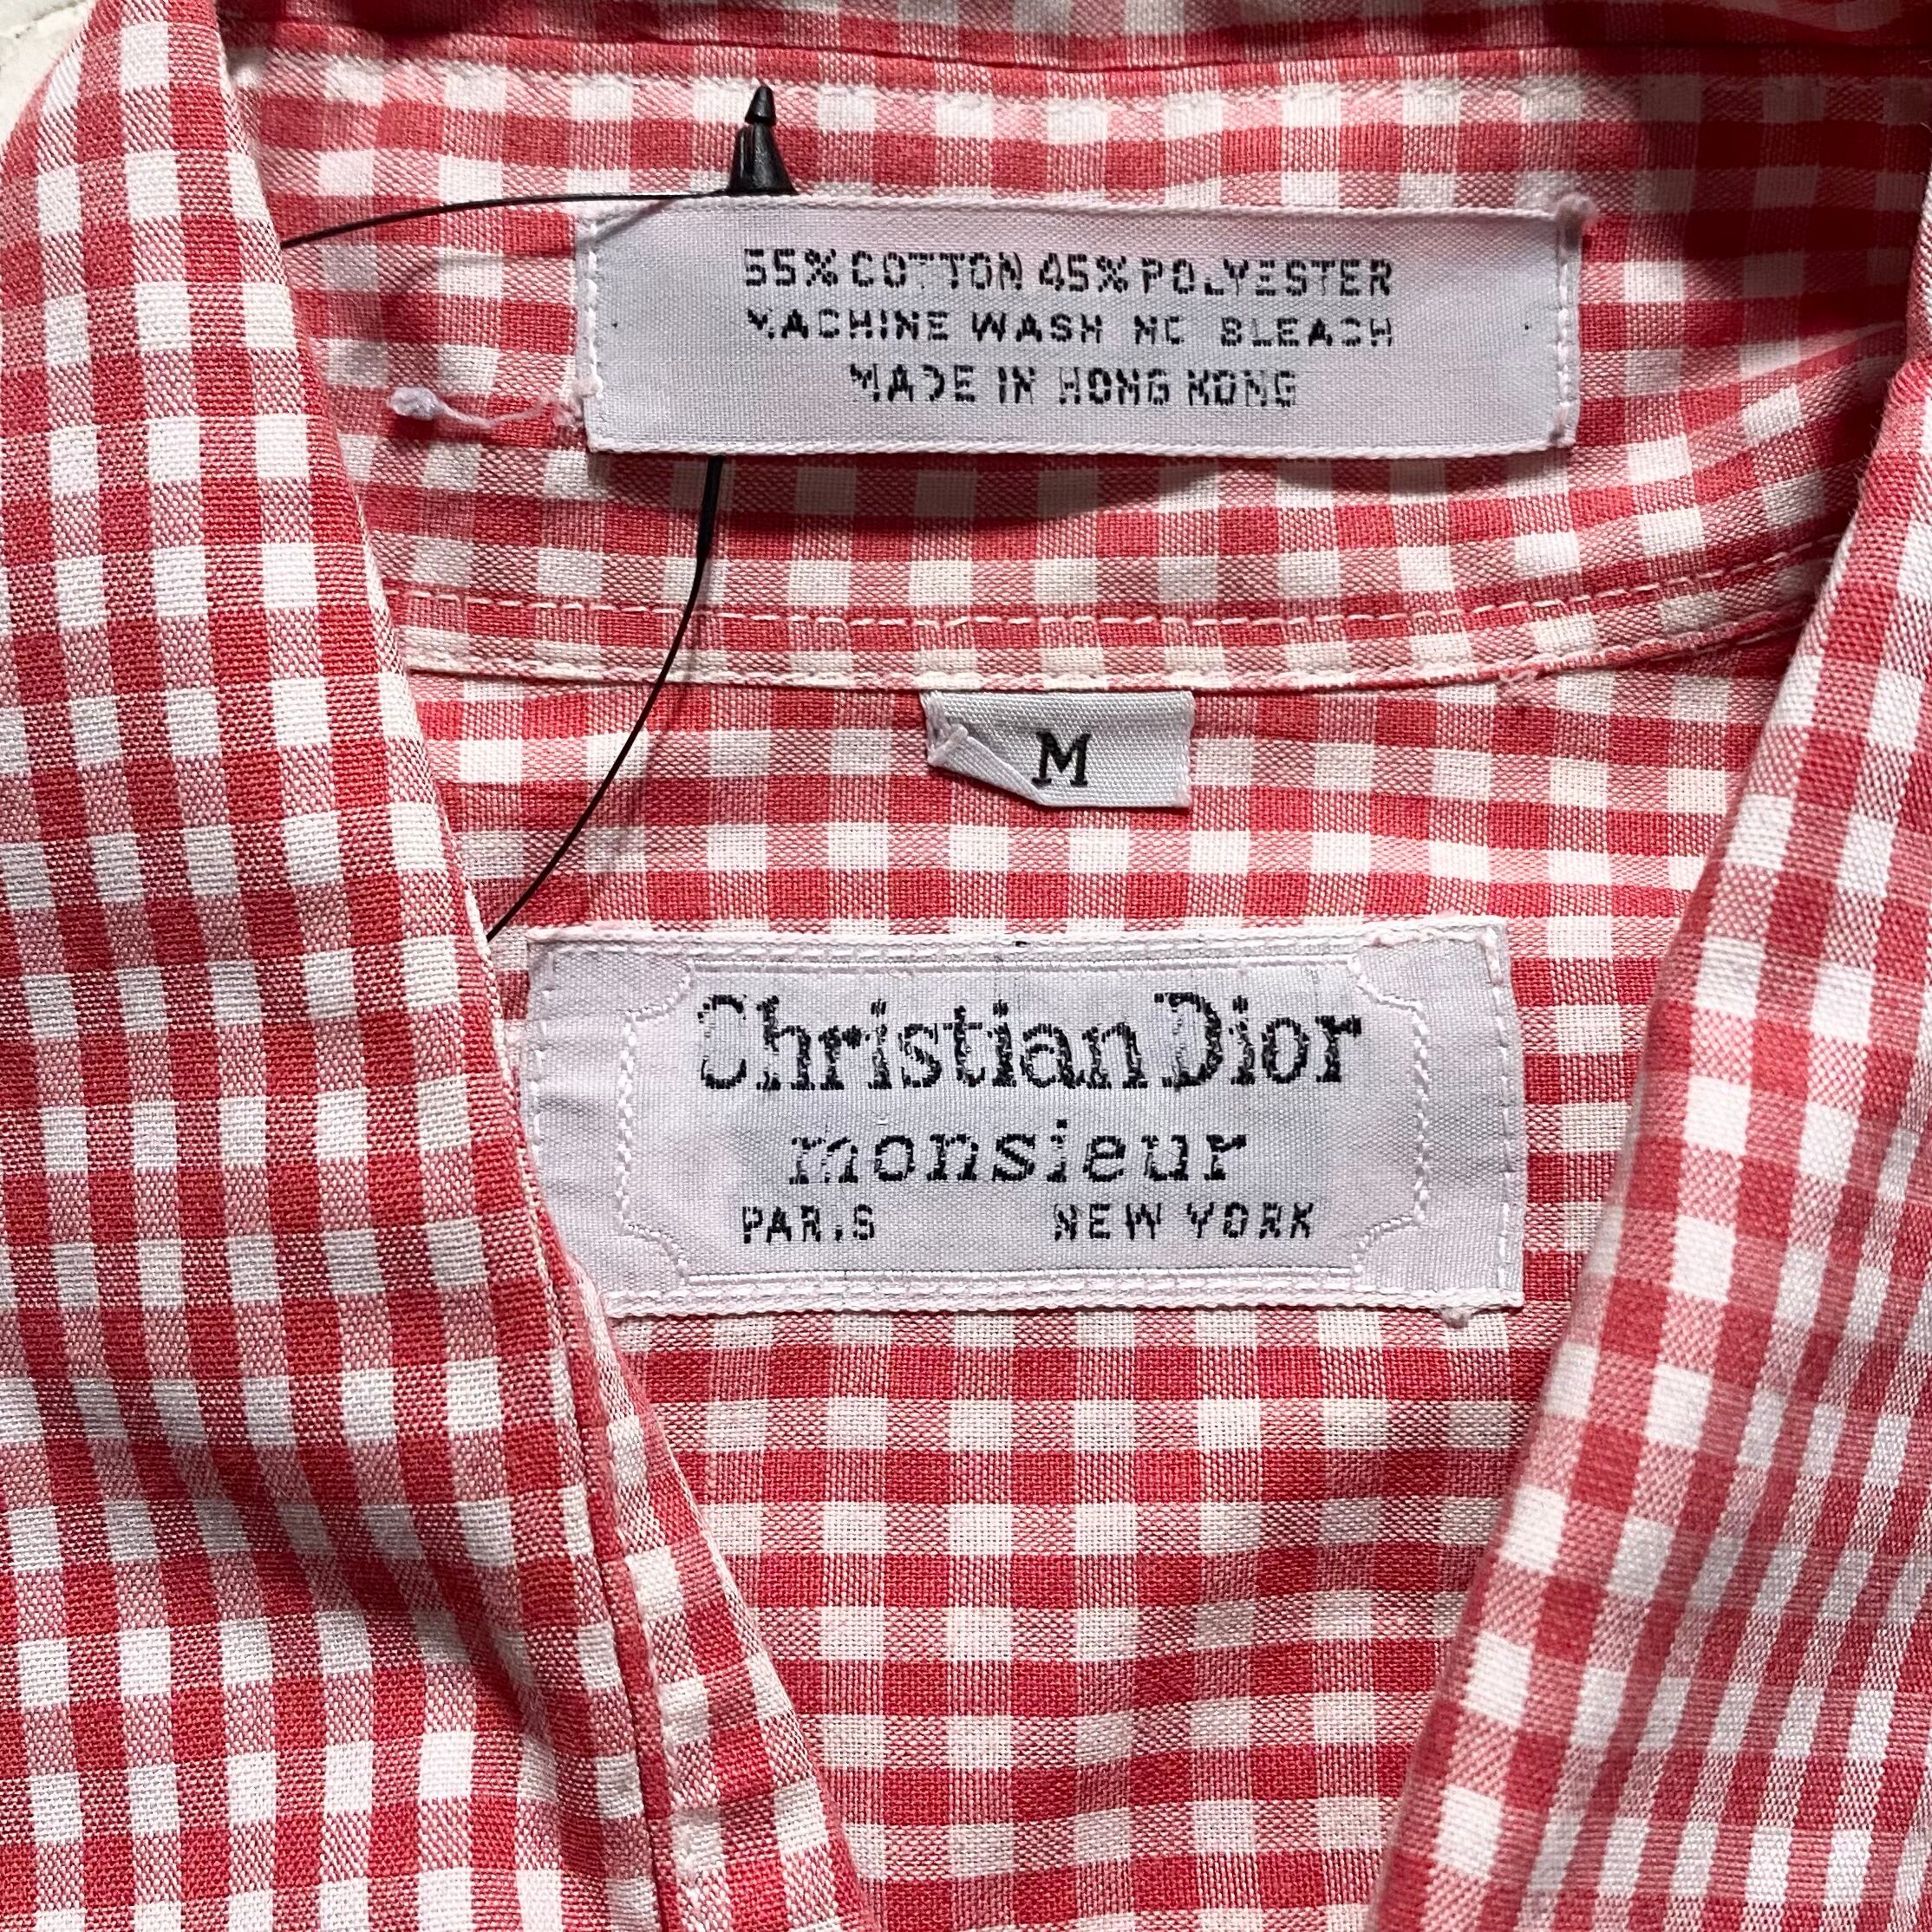 55% COTTON 45% POLYESTER
MACHINE WASH NO BLEACH
MADE IN HONG KONG
M
Christian Dior
monsieur
PARIS NEW YORK